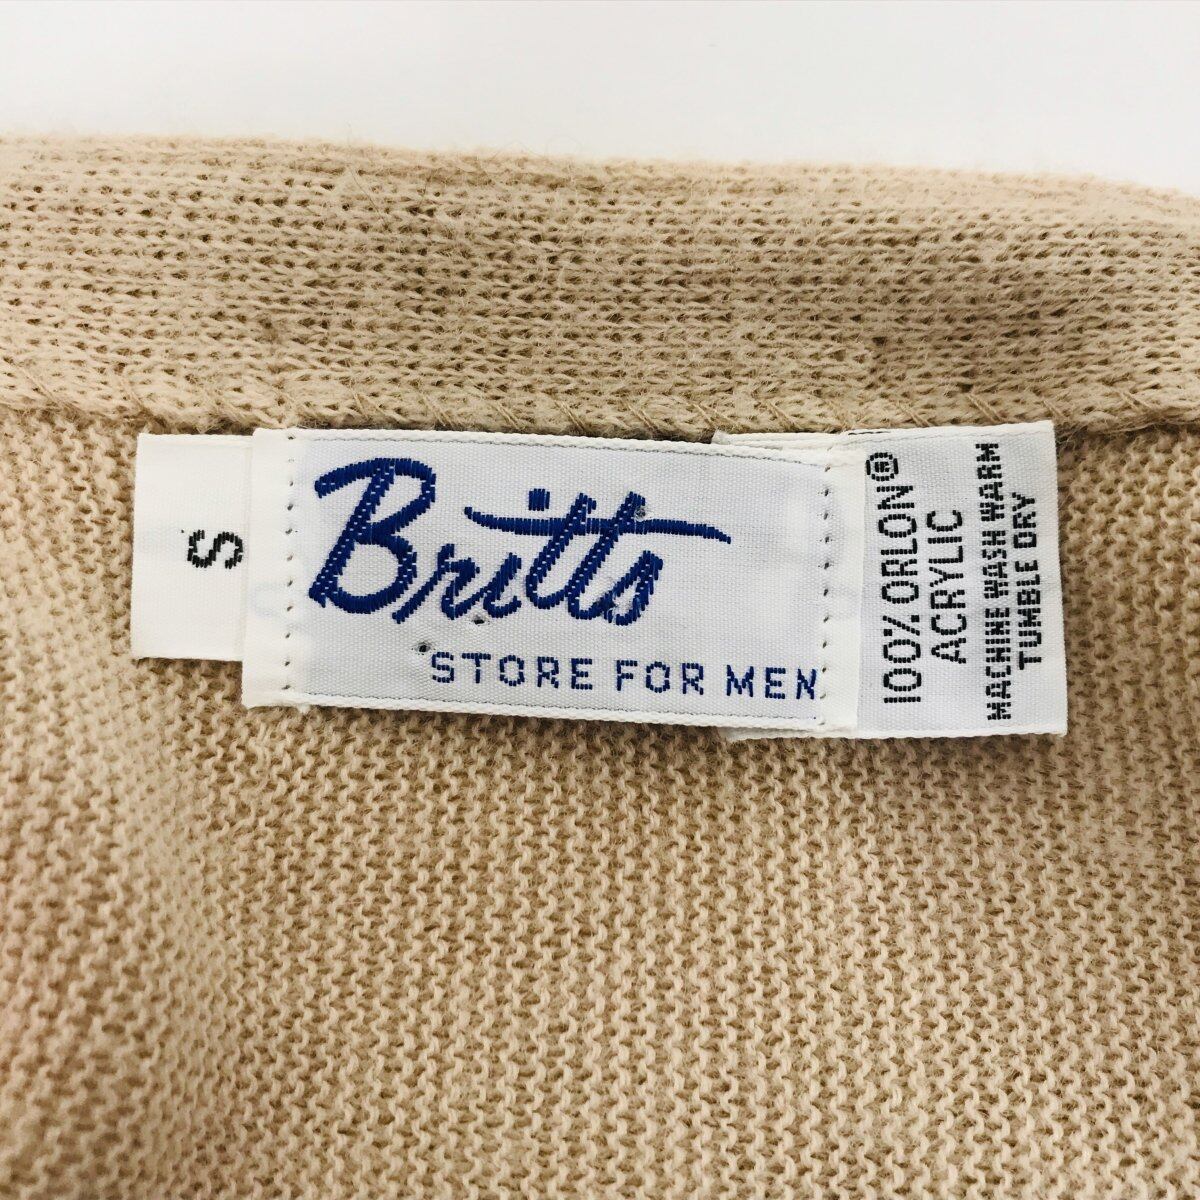 S
Britts
STORE FOR MEN
100% ORLON®
ACRYLIC
MACHINE WASH WARM
TUMBLE DRY